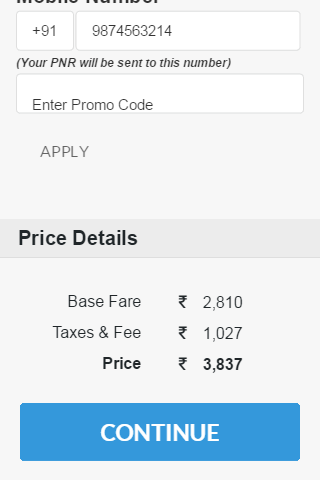 Mobile Number
+91 9874563214
(Your PNR will be sent to this number)
Enter Promo Code
APPLY
Price Details
Base Fare ₹ 2,810
Taxes & Fee ₹ 1,027
Price ₹ 3,837
CONTINUE